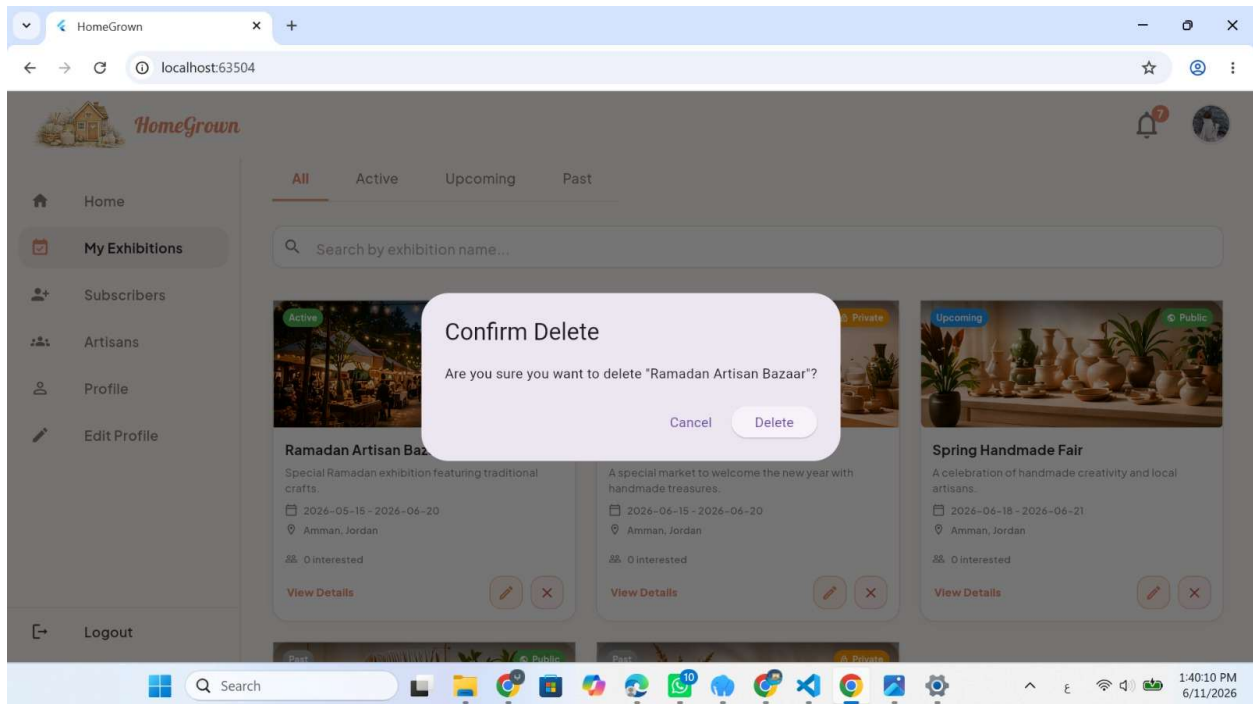 HomeGrown
localhost:63504
HomeGrown
7
All Active Upcoming Past
Home
My Exhibitions
Subscribers
Artisans
Profile
Edit Profile
Logout
Search by exhibition name...
Active
Private
Upcoming
Public
Confirm Delete
Are you sure you want to delete "Ramadan Artisan Bazaar"?
Cancel Delete
Ramadan Artisan Baz
Special Ramadan exhibition featuring traditional
crafts.
2026-05-15 - 2026-06-20
Amman, Jordan
0 interested
View Details
A special market to welcome the new year with
handmade treasures.
2026-06-15 - 2026-06-20
Amman, Jordan
0 interested
View Details
Spring Handmade Fair
A celebration of handmade creativity and local
artisans.
2026-06-18 - 2026-06-21
Amman, Jordan
0 interested
View Details
Past
Public
Past
Private
Search
10
ع
1:40:10 PM
6/11/2026